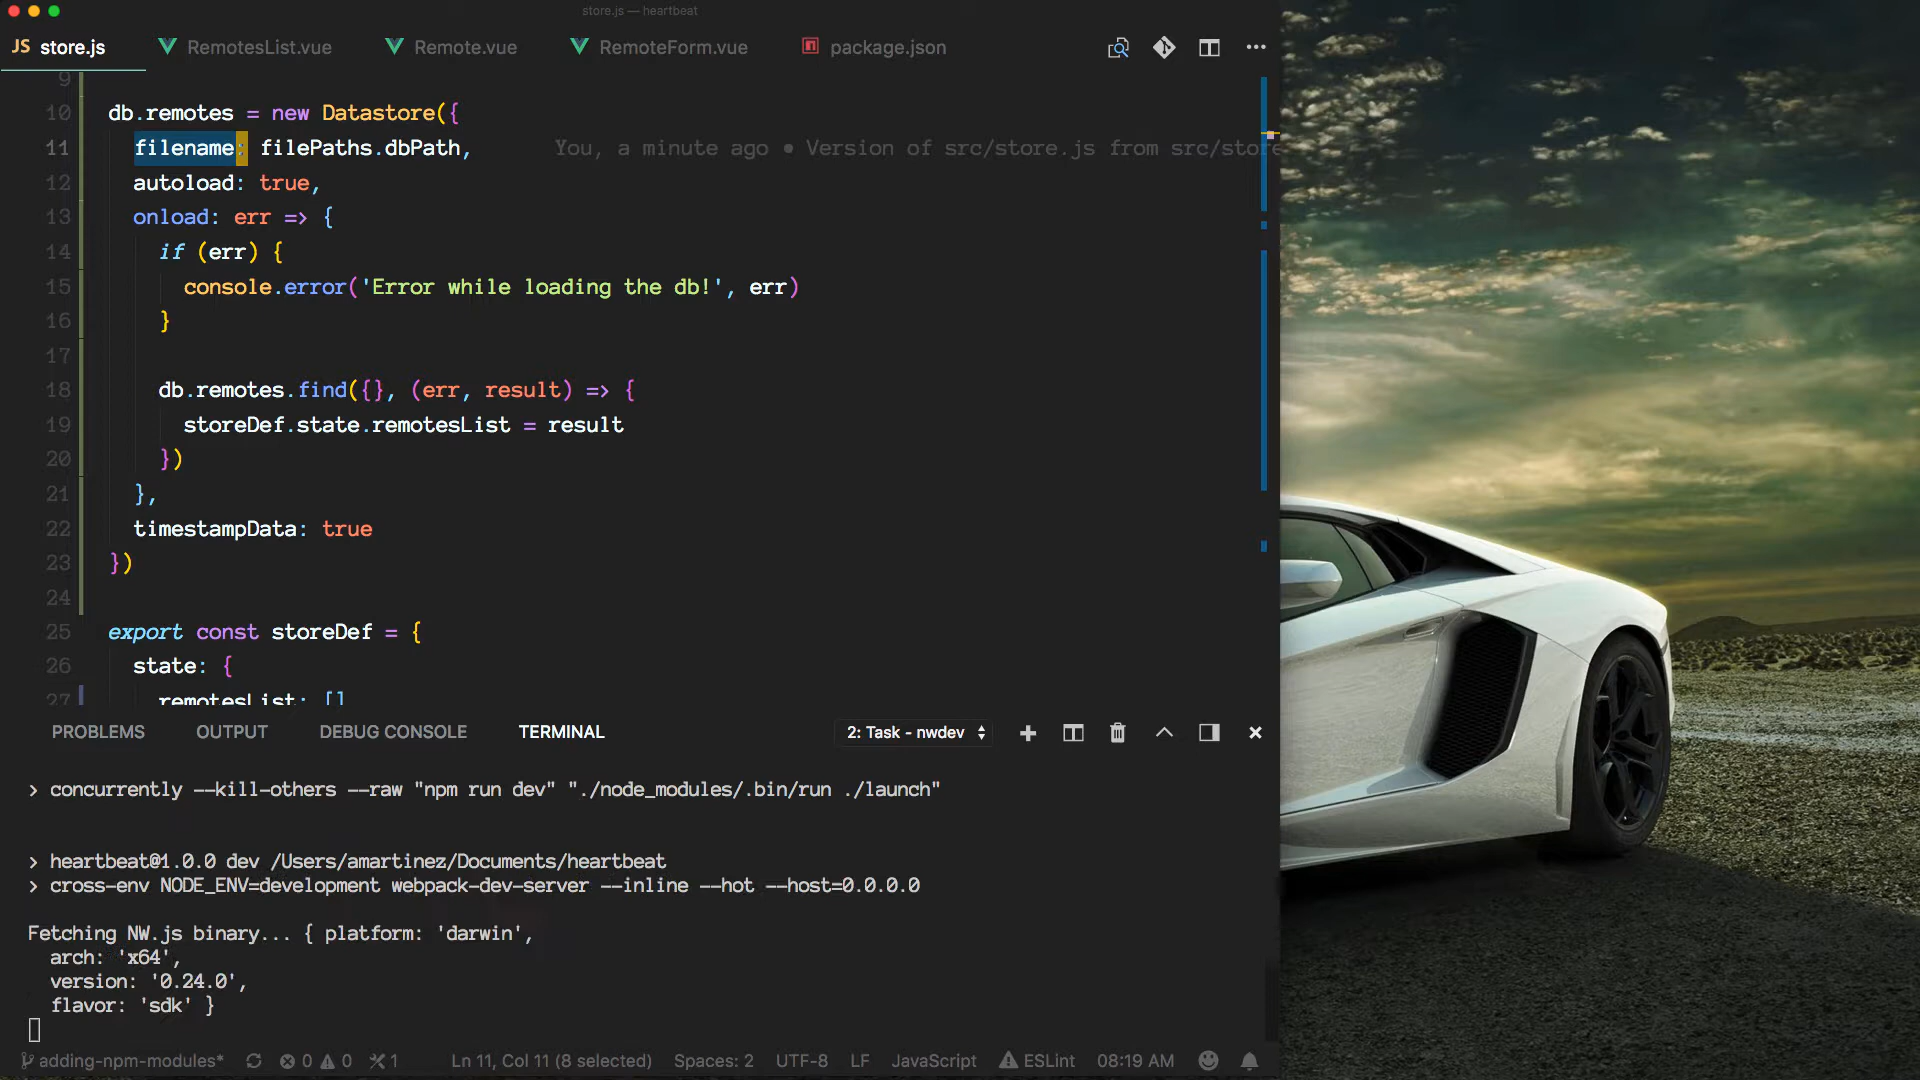 store.js — heartbeat
JS store.js RemotesList.vue Remote.vue RemoteForm.vue package.json
9
10 db.remotes = new Datastore({
11 filename: filePaths.dbPath, You, a minute ago • Version of src/store.js from src/store
12 autoload: true,
13 onload: err => {
14 if (err) {
15 console.error('Error while loading the db!', err)
16 }
17
18 db.remotes.find({}, (err, result) => {
19 storeDef.state.remotesList = result
20 })
21 },
22 timestampData: true
23 })
24
25 export const storeDef = {
26 state: {
27 remotesList: []
PROBLEMS OUTPUT DEBUG CONSOLE TERMINAL 2: Task - nwdev
> concurrently --kill-others --raw "npm run dev" "./node_modules/.bin/run ./launch"
> heartbeat@1.0.0 dev /Users/amartinez/Documents/heartbeat
> cross-env NODE_ENV=development webpack-dev-server --inline --hot --host=0.0.0.0
Fetching NW.js binary... { platform: 'darwin',
arch: 'x64',
version: '0.24.0',
flavor: 'sdk' }
adding-npm-modules* 0 0 1 Ln 11, Col 11 (8 selected) Spaces: 2 UTF-8 LF JavaScript ESLint 08:19 AM